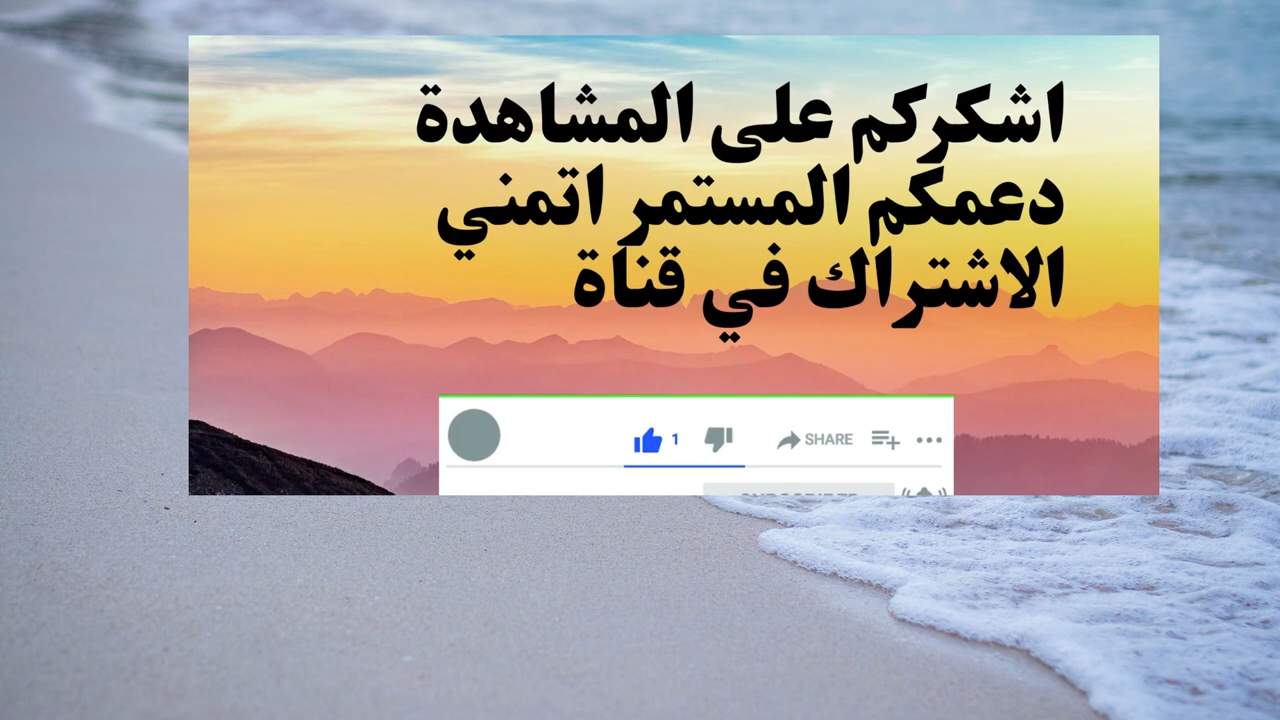 اشكركم على المشاهدة
دعمكم المستمر اتمني
الاشتراك في قناة
1 SHARE